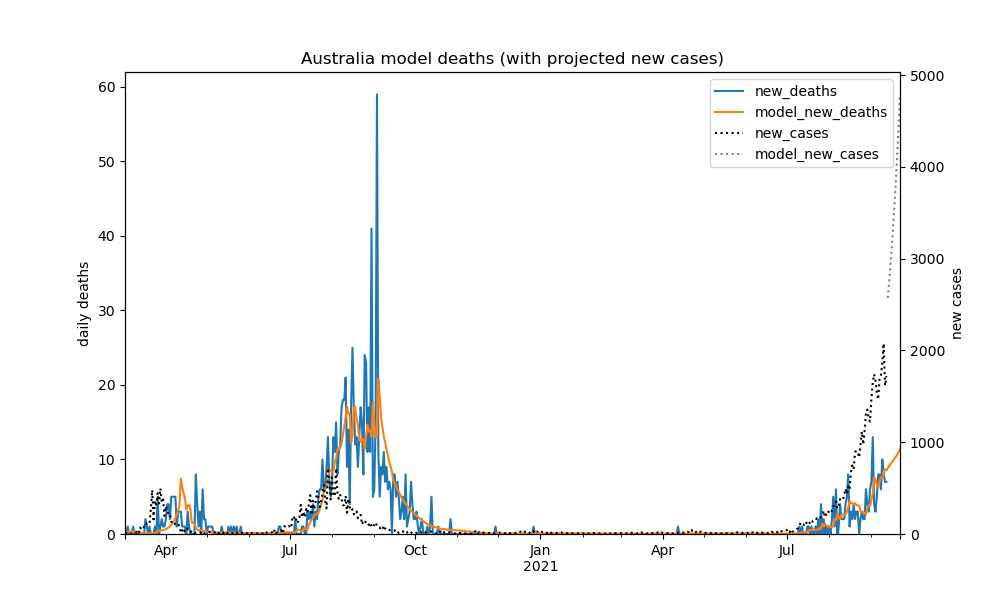 Australia model deaths (with projected new cases)
new_deaths
model_new_deaths
new_cases
model_new_cases
daily deaths
60
50
40
30
20
10
0
new cases
5000
4000
3000
2000
1000
0
Apr
Jul
Oct
Jan
2021
Apr
Jul